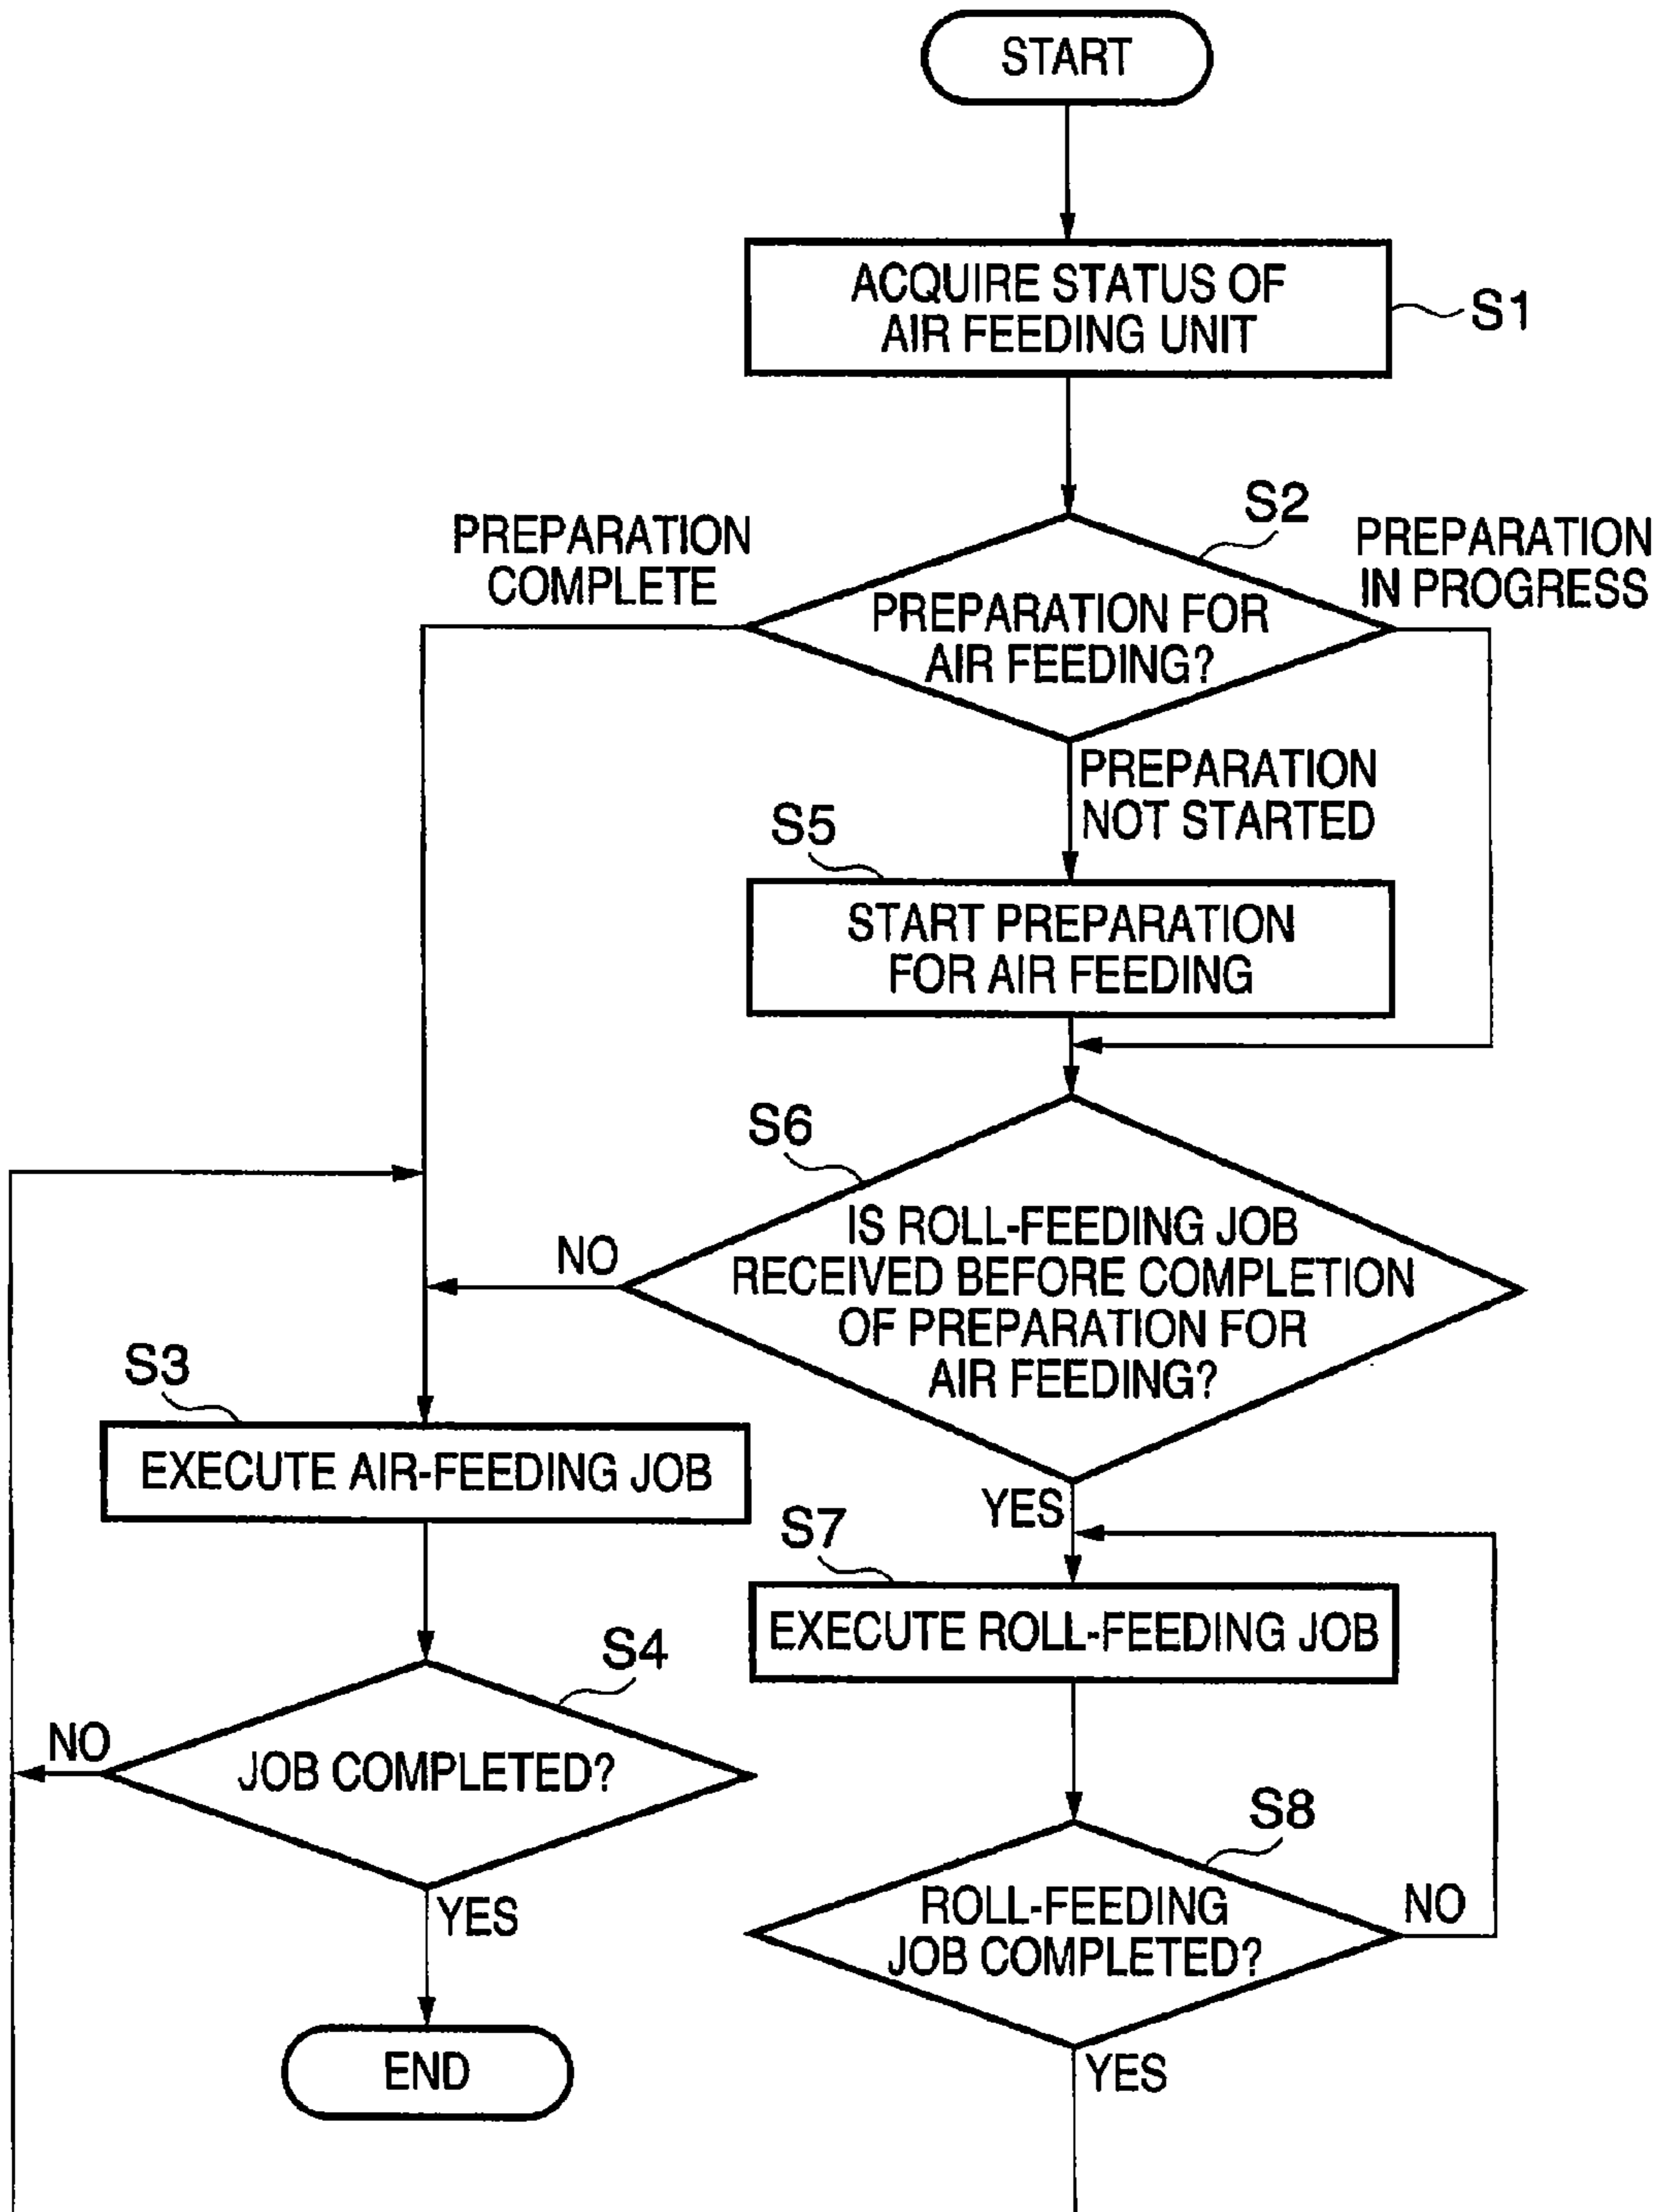 START
ACQUIRE STATUS OF
AIR FEEDING UNIT
S1
S2
PREPARATION
COMPLETE
PREPARATION
IN PROGRESS
PREPARATION FOR
AIR FEEDING?
PREPARATION
NOT STARTED
S5
START PREPARATION
FOR AIR FEEDING
S6
IS ROLL-FEEDING JOB
RECEIVED BEFORE COMPLETION
OF PREPARATION FOR
AIR FEEDING?
NO
YES
S3
EXECUTE AIR-FEEDING JOB
S7
EXECUTE ROLL-FEEDING JOB
S4
JOB COMPLETED?
NO
YES
S8
ROLL-FEEDING
JOB COMPLETED?
NO
YES
END